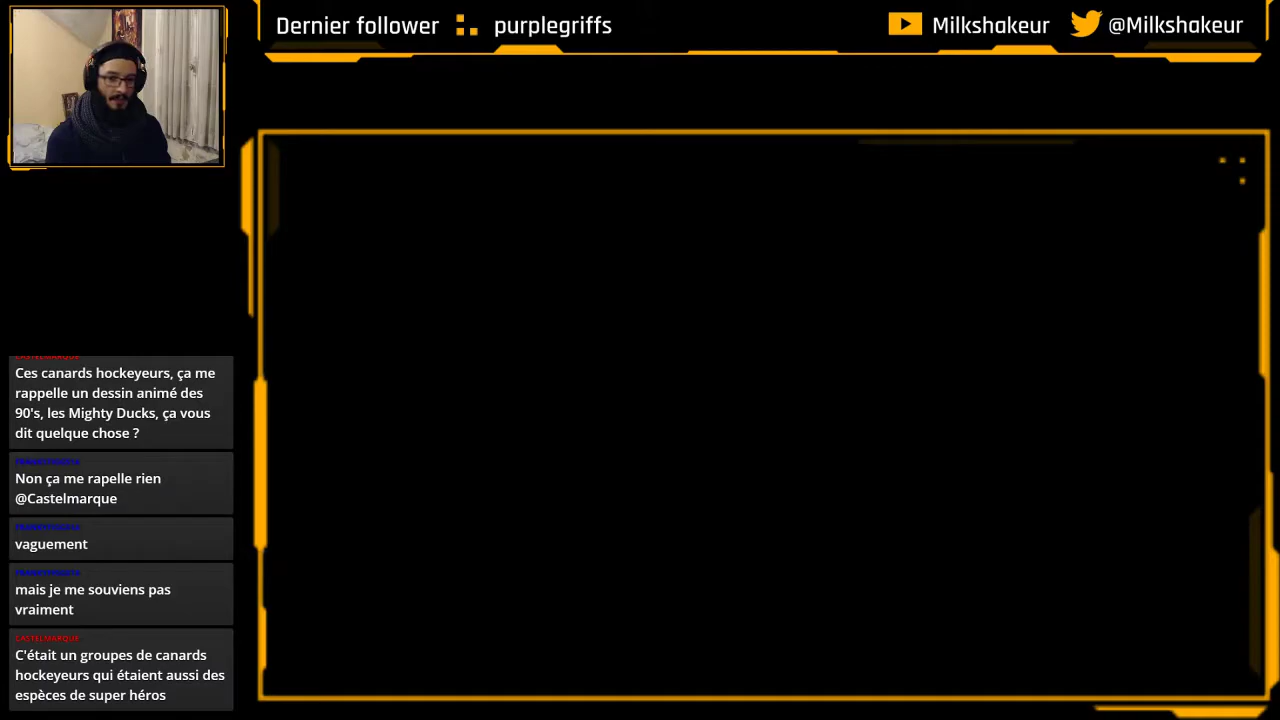 Dernier follower purplegriffs Milkshakeur @Milkshakeur
CASTELMARQUE
Ces canards hockeyeurs, ça me
rappelle un dessin animé des
90's, les Mighty Ducks, ça vous
dit quelque chose ?
Non ça me rapelle rien
@Castelmarque
vaguement
mais je me souviens pas
vraiment
CASTELMARQUE
C'était un groupes de canards
hockeyeurs qui étaient aussi des
espèces de super héros